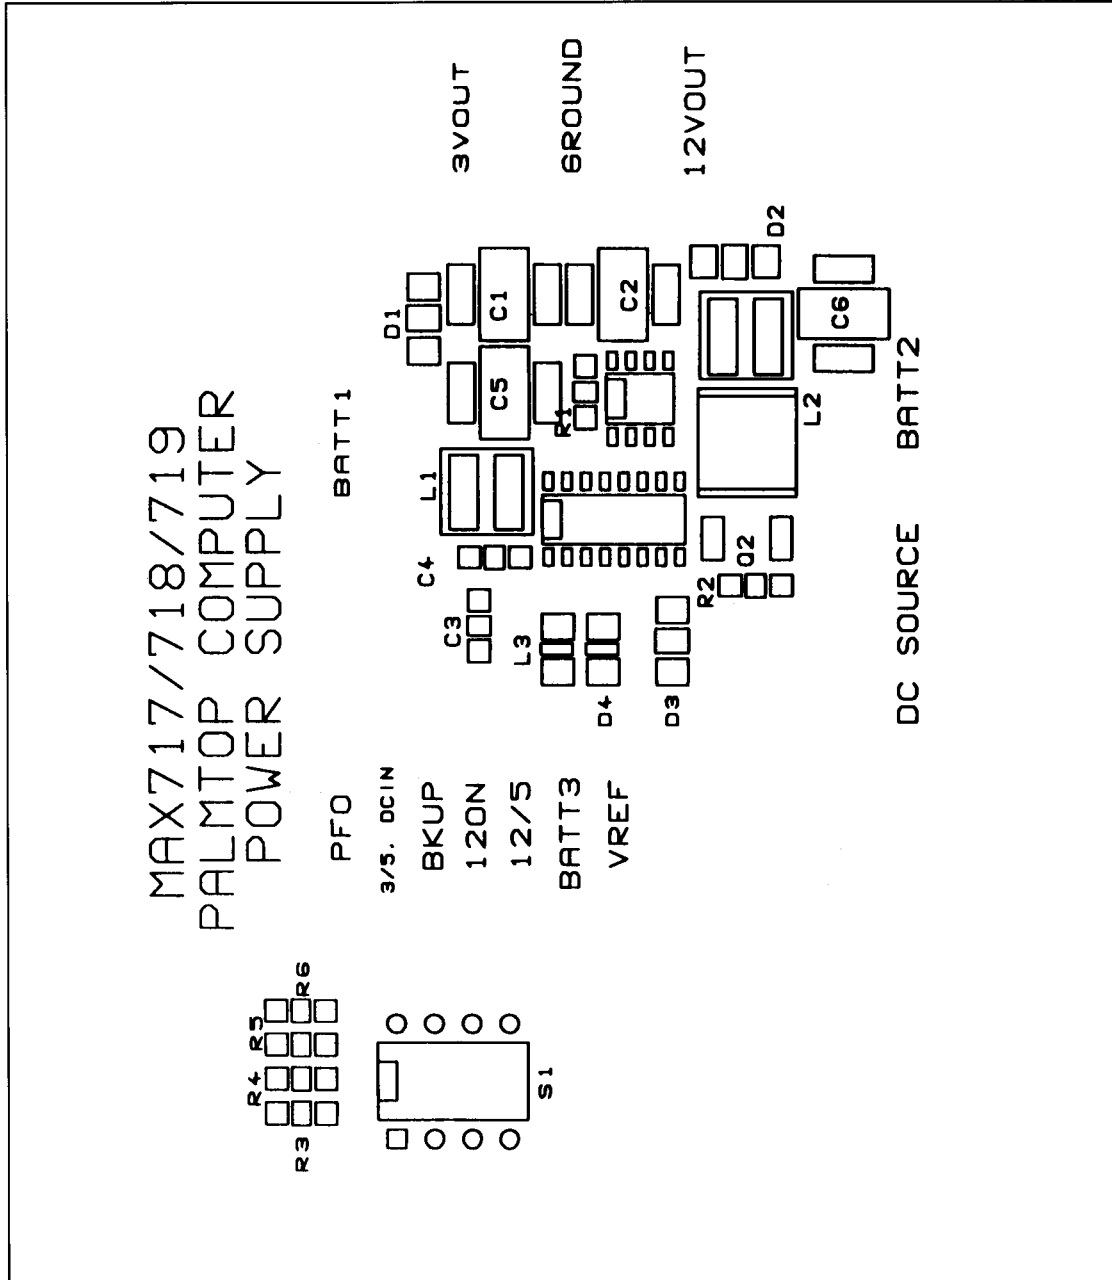 MAX717/718/719
PALMTOP COMPUTER
POWER SUPPLY
R3
R4
R5
R6
S1
PFO
3/5. DCIN
BKUP
12ON
12/5
BATT3
VREF
BATT1
C3
C4
L3
D4
D3
L1
C5
R1
D1
C1
C2
R2
Q2
L2
D2
C6
DC SOURCE
BATT2
3VOUT
GROUND
12VOUT